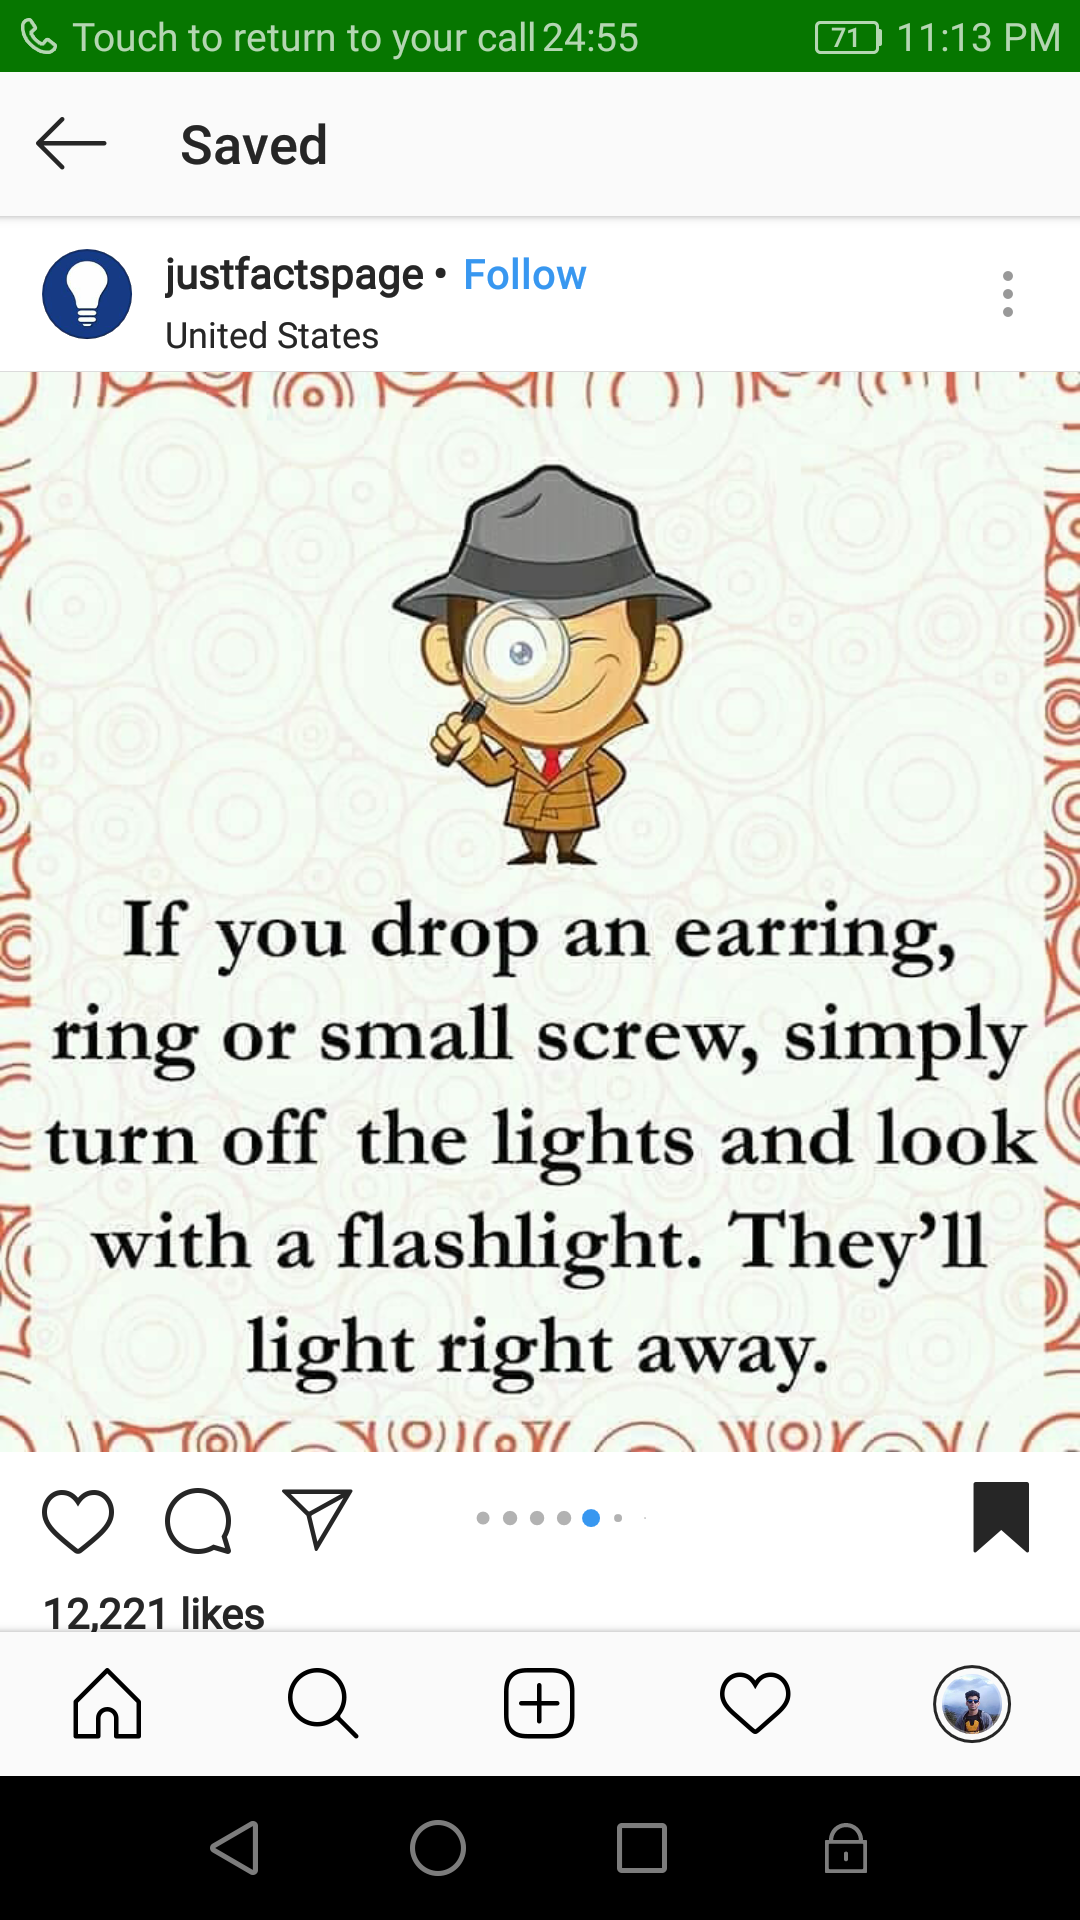 Touch to return to your call 24:55 71 11:13 PM
Saved
justfactspage • Follow
United States
If you drop an earring,
ring or small screw, simply
turn off the lights and look
with a flashlight. They'll
light right away.
12,221 likes